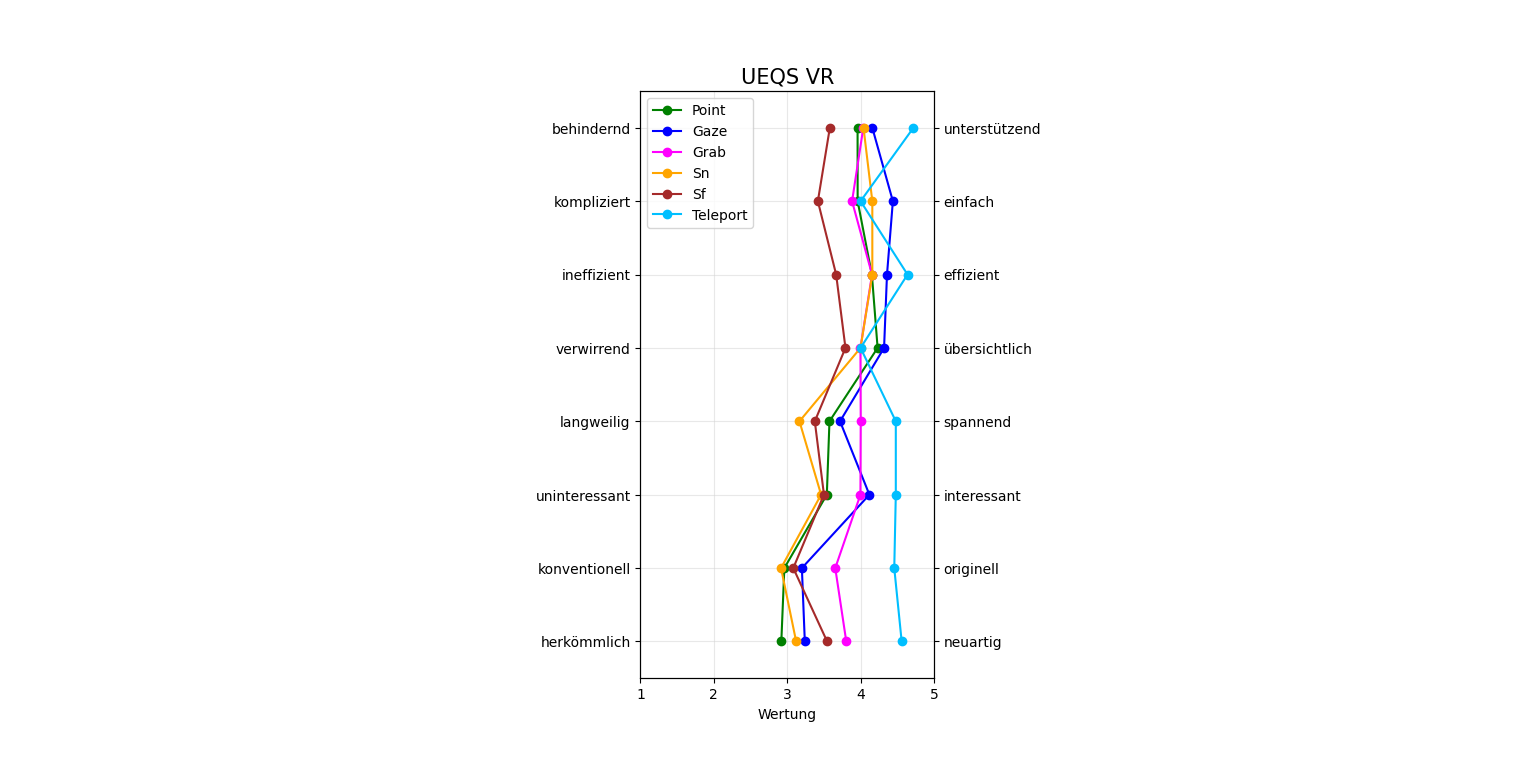 UEQS VR
Point
Gaze
Grab
Sn
Sf
Teleport
behindernd
unterstützend
kompliziert
einfach
ineffizient
effizient
verwirrend
übersichtlich
langweilig
spannend
uninteressant
interessant
konventionell
originell
herkömmlich
neuartig
1 2 3 4 5
Wertung